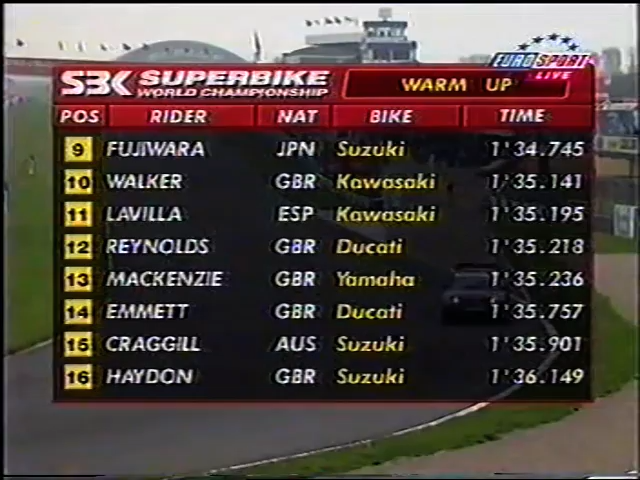 EUROSPORT
LIVE
SBK SUPERBIKE WORLD CHAMPIONSHIP WARM UP
POS RIDER NAT BIKE TIME
9 FUJIWARA JPN Suzuki 1'34.745
10 WALKER GBR Kawasaki 1'35.141
11 LAVILLA ESP Kawasaki 1'35.195
12 REYNOLDS GBR Ducati 1'35.218
13 MACKENZIE GBR Yamaha 1'35.236
14 EMMETT GBR Ducati 1'35.757
15 CRAGGILL AUS Suzuki 1'35.901
16 HAYDON GBR Suzuki 1'36.149